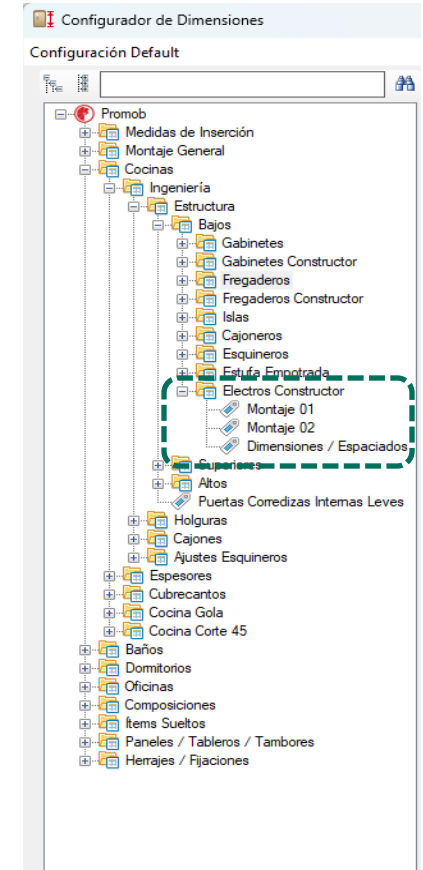 Configurador de Dimensiones
Configuración Default
Promob
Medidas de Inserción
Montaje General
Cocinas
Ingeniería
Estructura
Bajos
Gabinetes
Gabinetes Constructor
Fregaderos
Fregaderos Constructor
Islas
Cajoneros
Esquineros
Estufa Empotrada
Electros Constructor
Montaje 01
Montaje 02
Dimensiones / Espaciados
Superiores
Altos
Puertas Corredizas Internas Leves
Holguras
Cajones
Ajustes Esquineros
Espesores
Cubrecantos
Cocina Gola
Cocina Corte 45
Baños
Dormitorios
Oficinas
Composiciones
Ítems Sueltos
Paneles / Tableros / Tambores
Herrajes / Fijaciones